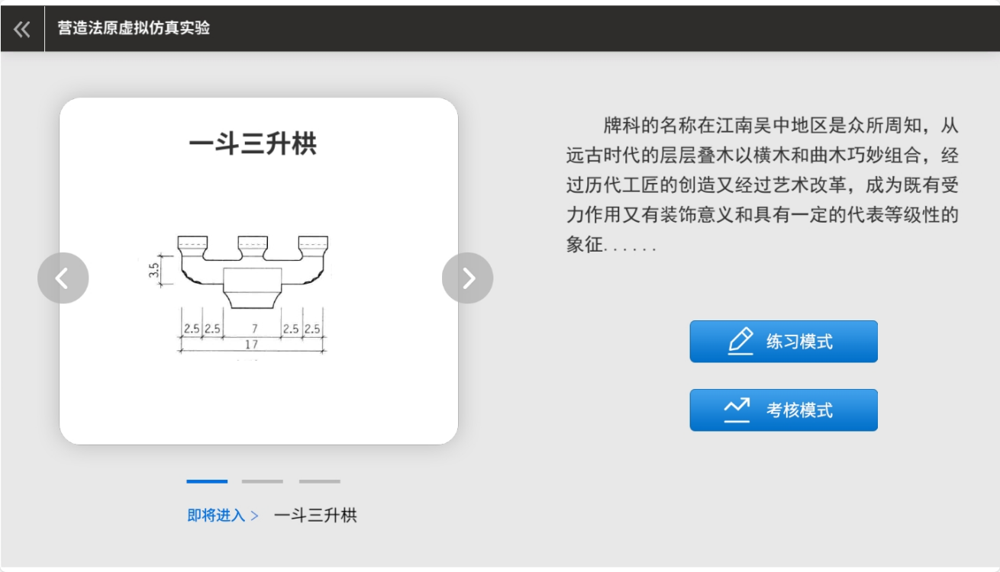 营造法原虚拟仿真实验
一斗三升栱
3.5
2.5 2.5 7 2.5 2.5
17
牌科的名称在江南吴中地区是众所周知，从
远古时代的层层叠木以横木和曲木巧妙组合，经
过历代工匠的创造又经过艺术改革，成为既有受
力作用又有装饰意义和具有一定的代表等级性的
象征......
练习模式
考核模式
即将进入 > 一斗三升栱